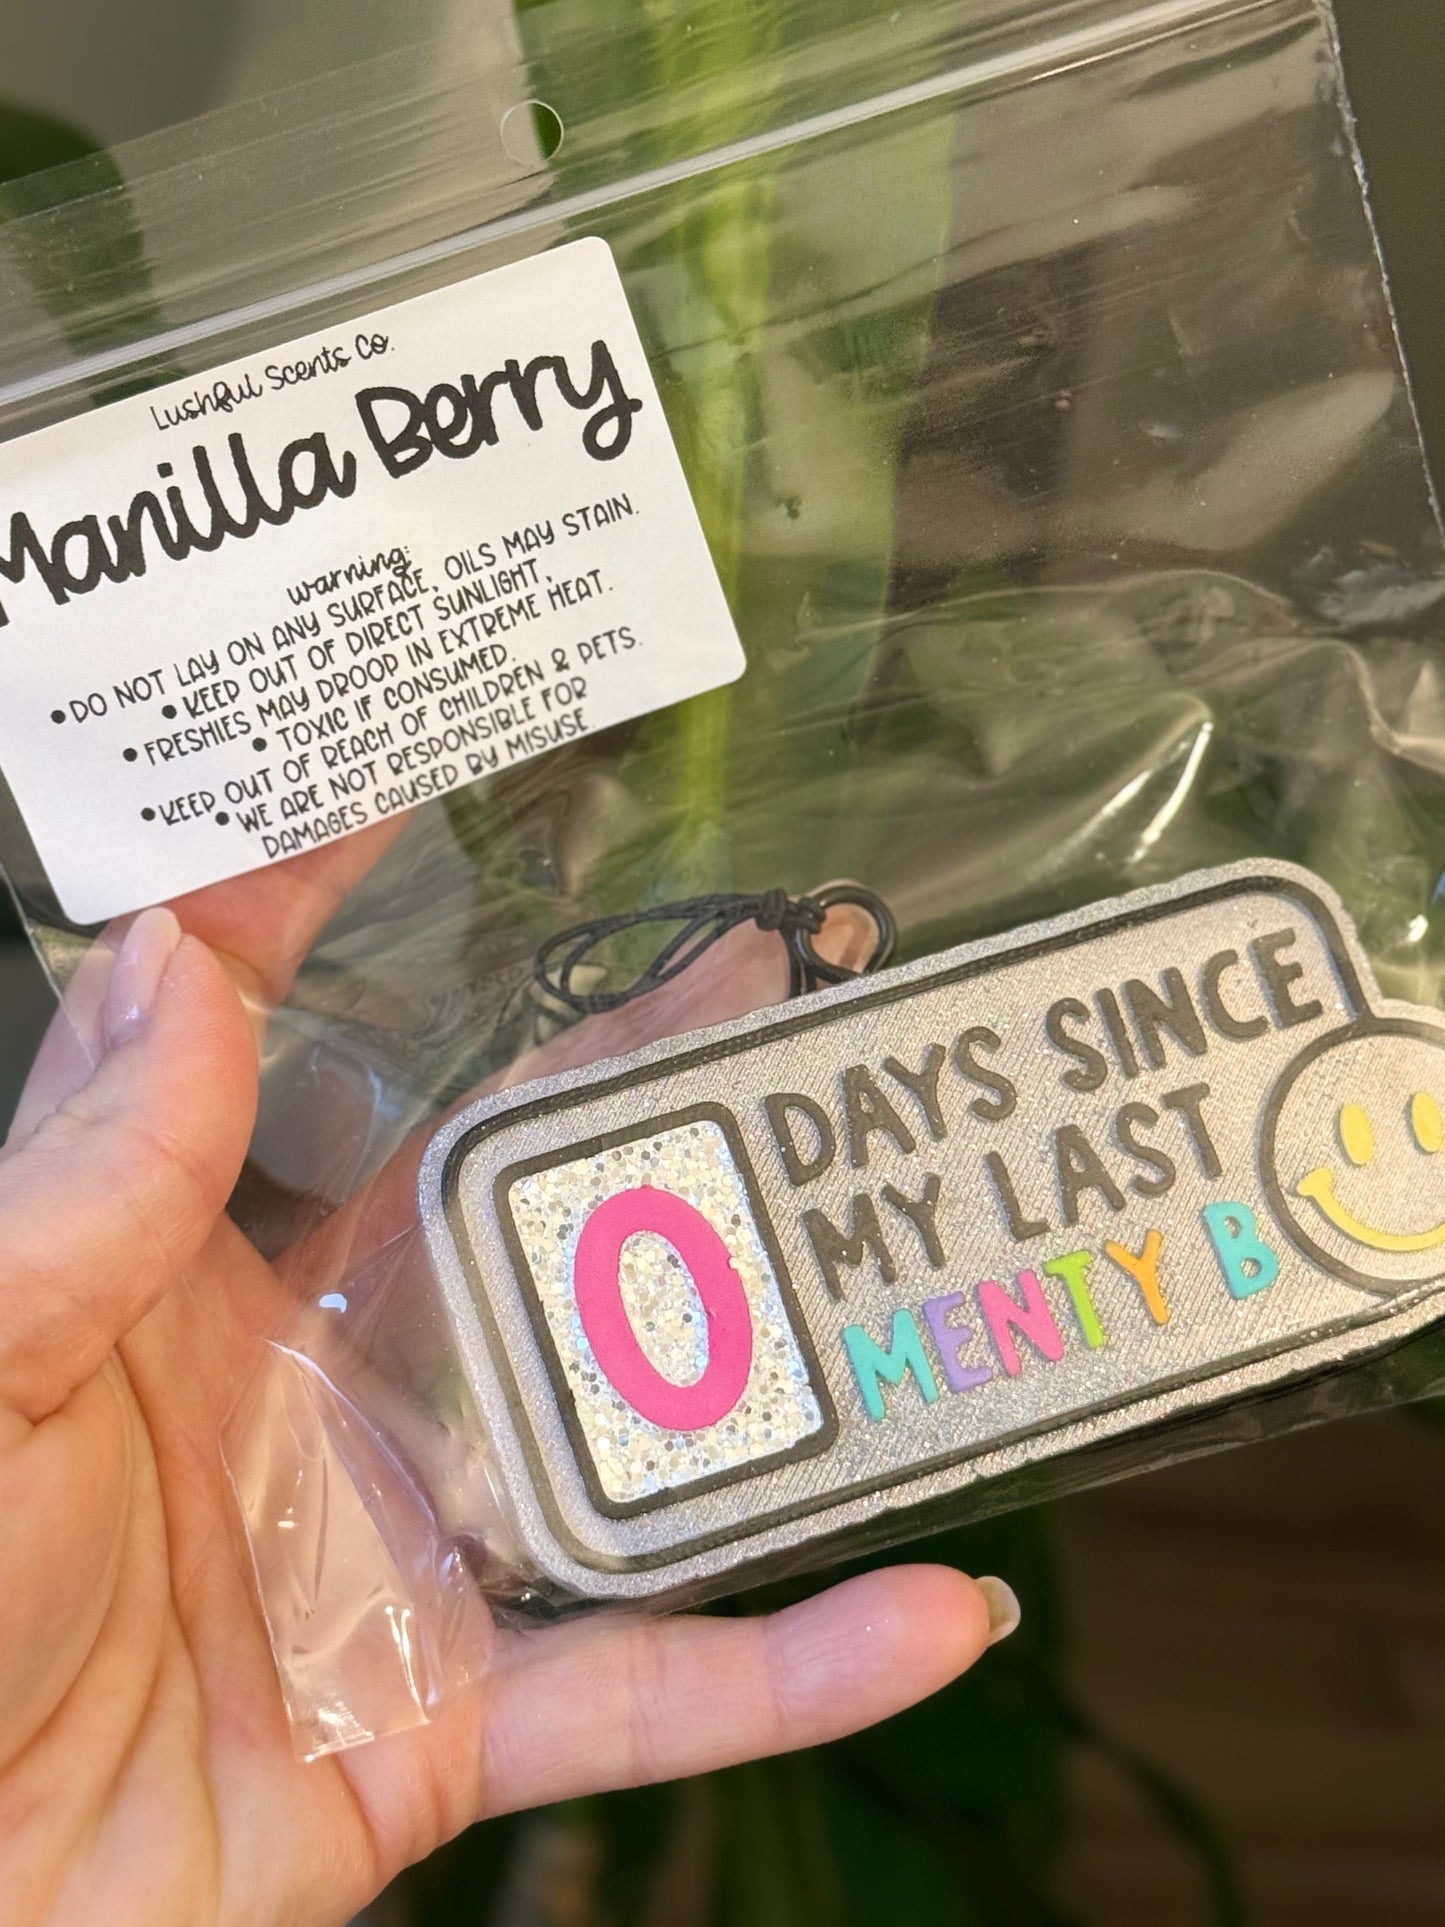 Lushful Scents Co.
Manilla Berry
warning:
•DO NOT LAY ON ANY SURFACE, OILS MAY STAIN.
•KEEP OUT OF DIRECT SUNLIGHT,
•FRESHIES MAY DROOP IN EXTREME HEAT.
•TOXIC IF CONSUMED.
•KEEP OUT OF REACH OF CHILDREN & PETS.
•WE ARE NOT RESPONSIBLE FOR
DAMAGES CAUSED BY MISUSE.
0
DAYS SINCE
MY LAST
MENTY B